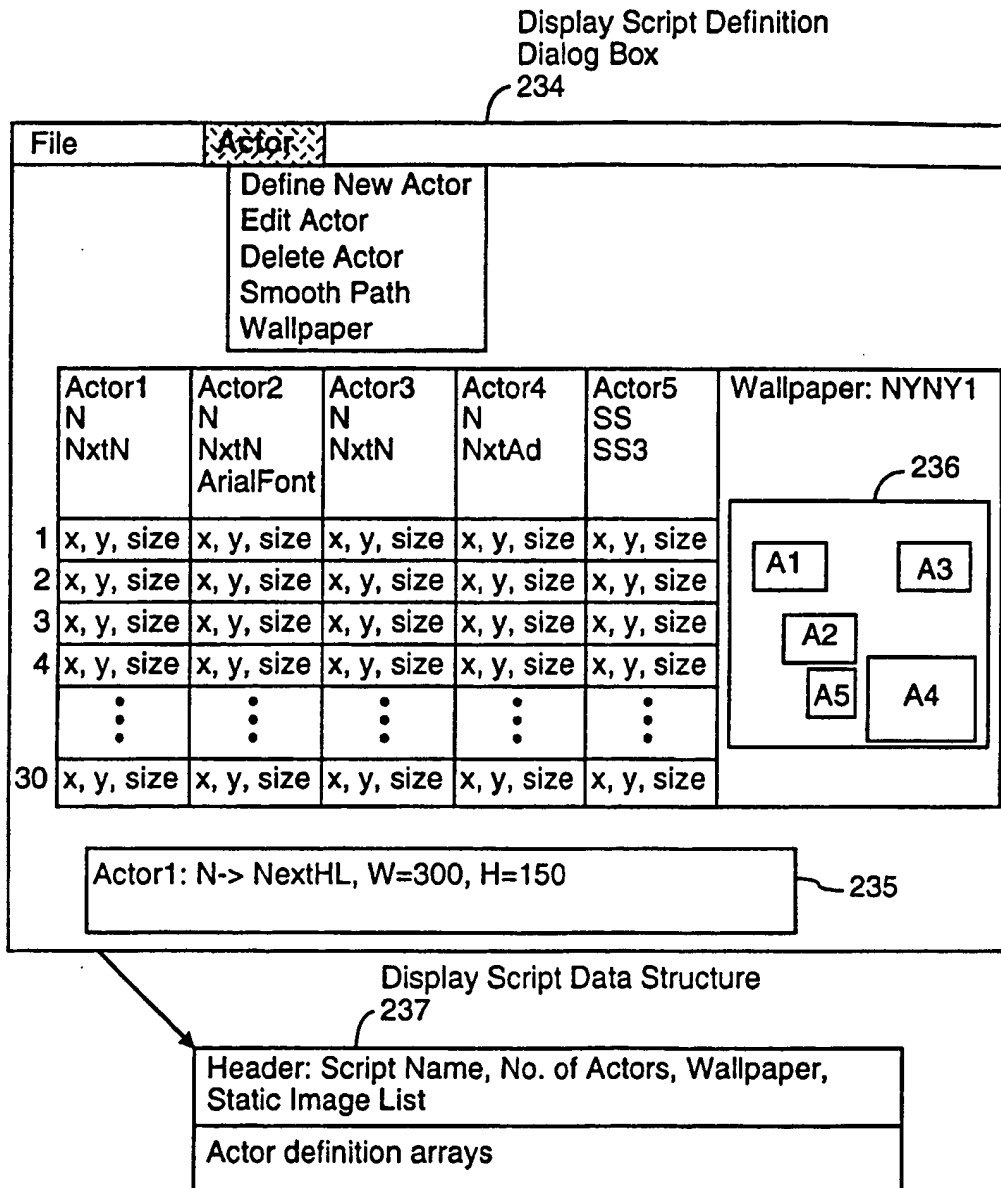 Display Script Definition
Dialog Box
234
File Actor
Define New Actor
Edit Actor
Delete Actor
Smooth Path
Wallpaper
Actor1 Actor2 Actor3 Actor4 Actor5 Wallpaper: NYNY1
N N N N SS
NxtN NxtN NxtN NxtAd SS3
ArialFont
236
1 x, y, size x, y, size x, y, size x, y, size x, y, size
2 x, y, size x, y, size x, y, size x, y, size x, y, size
3 x, y, size x, y, size x, y, size x, y, size x, y, size
4 x, y, size x, y, size x, y, size x, y, size x, y, size
30 x, y, size x, y, size x, y, size x, y, size x, y, size
A1 A3
A2
A5 A4
Actor1: N-> NextHL, W=300, H=150
235
Display Script Data Structure
237
Header: Script Name, No. of Actors, Wallpaper,
Static Image List
Actor definition arrays